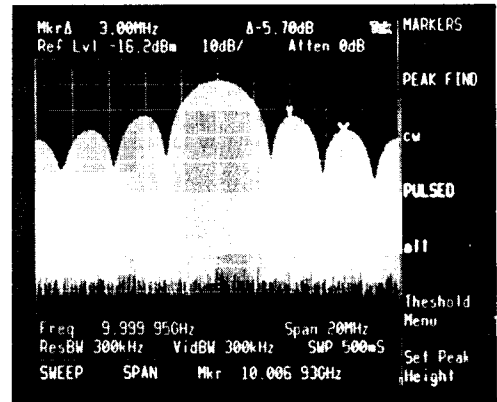 MkrΔ 3.00MHz Δ-5.70dB Tek
Ref Lvl -16.2dBm 10dB/ Atten 0dB
MARKERS
PEAK FIND
cw
PULSED
all
Theshold
Menu
Set Peak
Height
Freq 9.999 95GHz Span 20MHz
ResBW 300kHz VidBW 300kHz SWP 500mS
SWEEP SPAN Mkr 10.006 93GHz